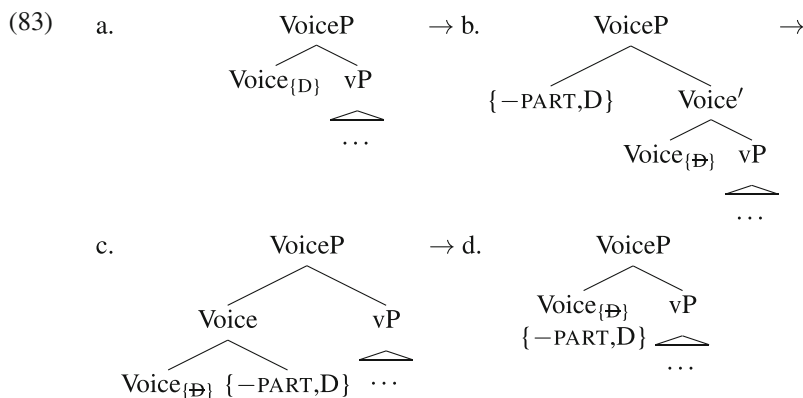 (83) a. VoiceP → b. VoiceP →
Voice{D} vP {−PART,D} Voice′
... Voice{D̶} vP
...
c. VoiceP → d. VoiceP
Voice vP Voice{D̶} vP
{−PART,D}
Voice{D̶} {−PART,D} ... ...